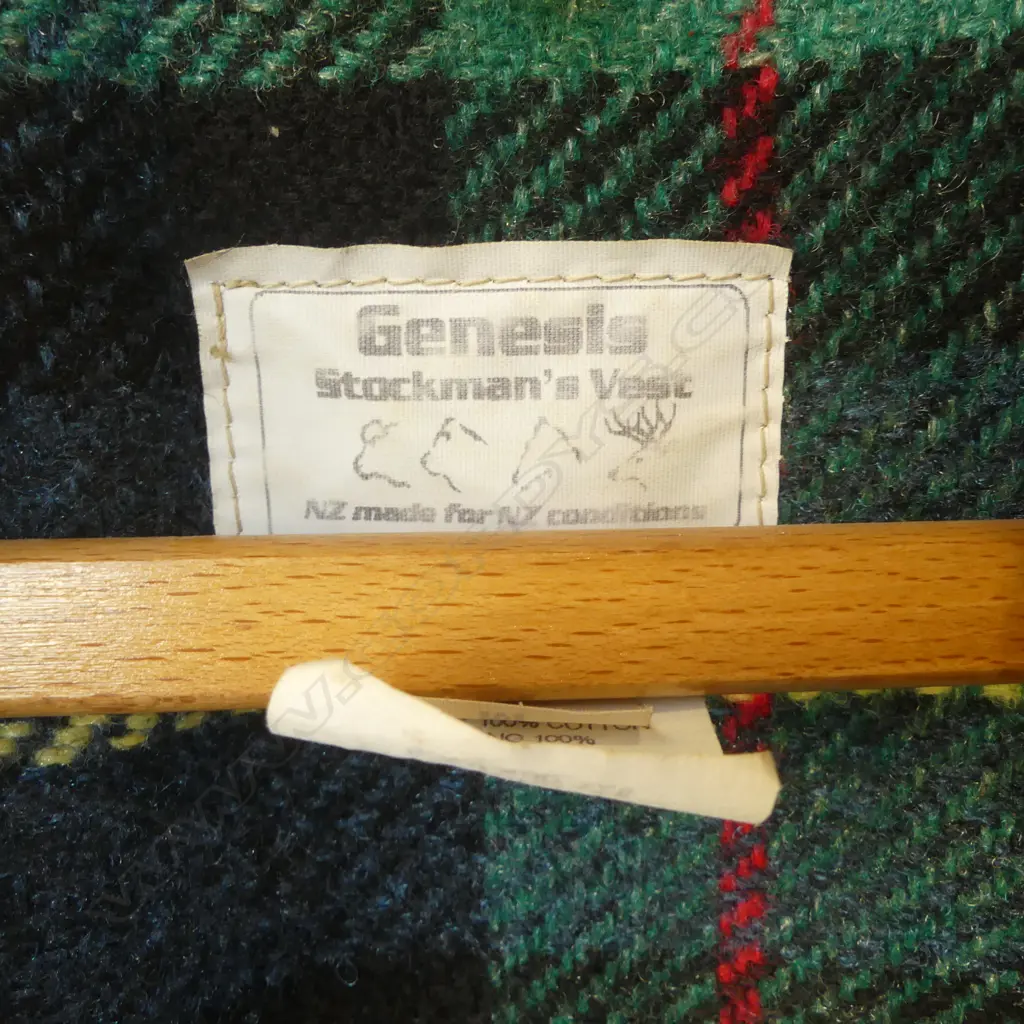 Genesis
Stockman's Vest
NZ made for NZ conditions
100% COTTON
100%